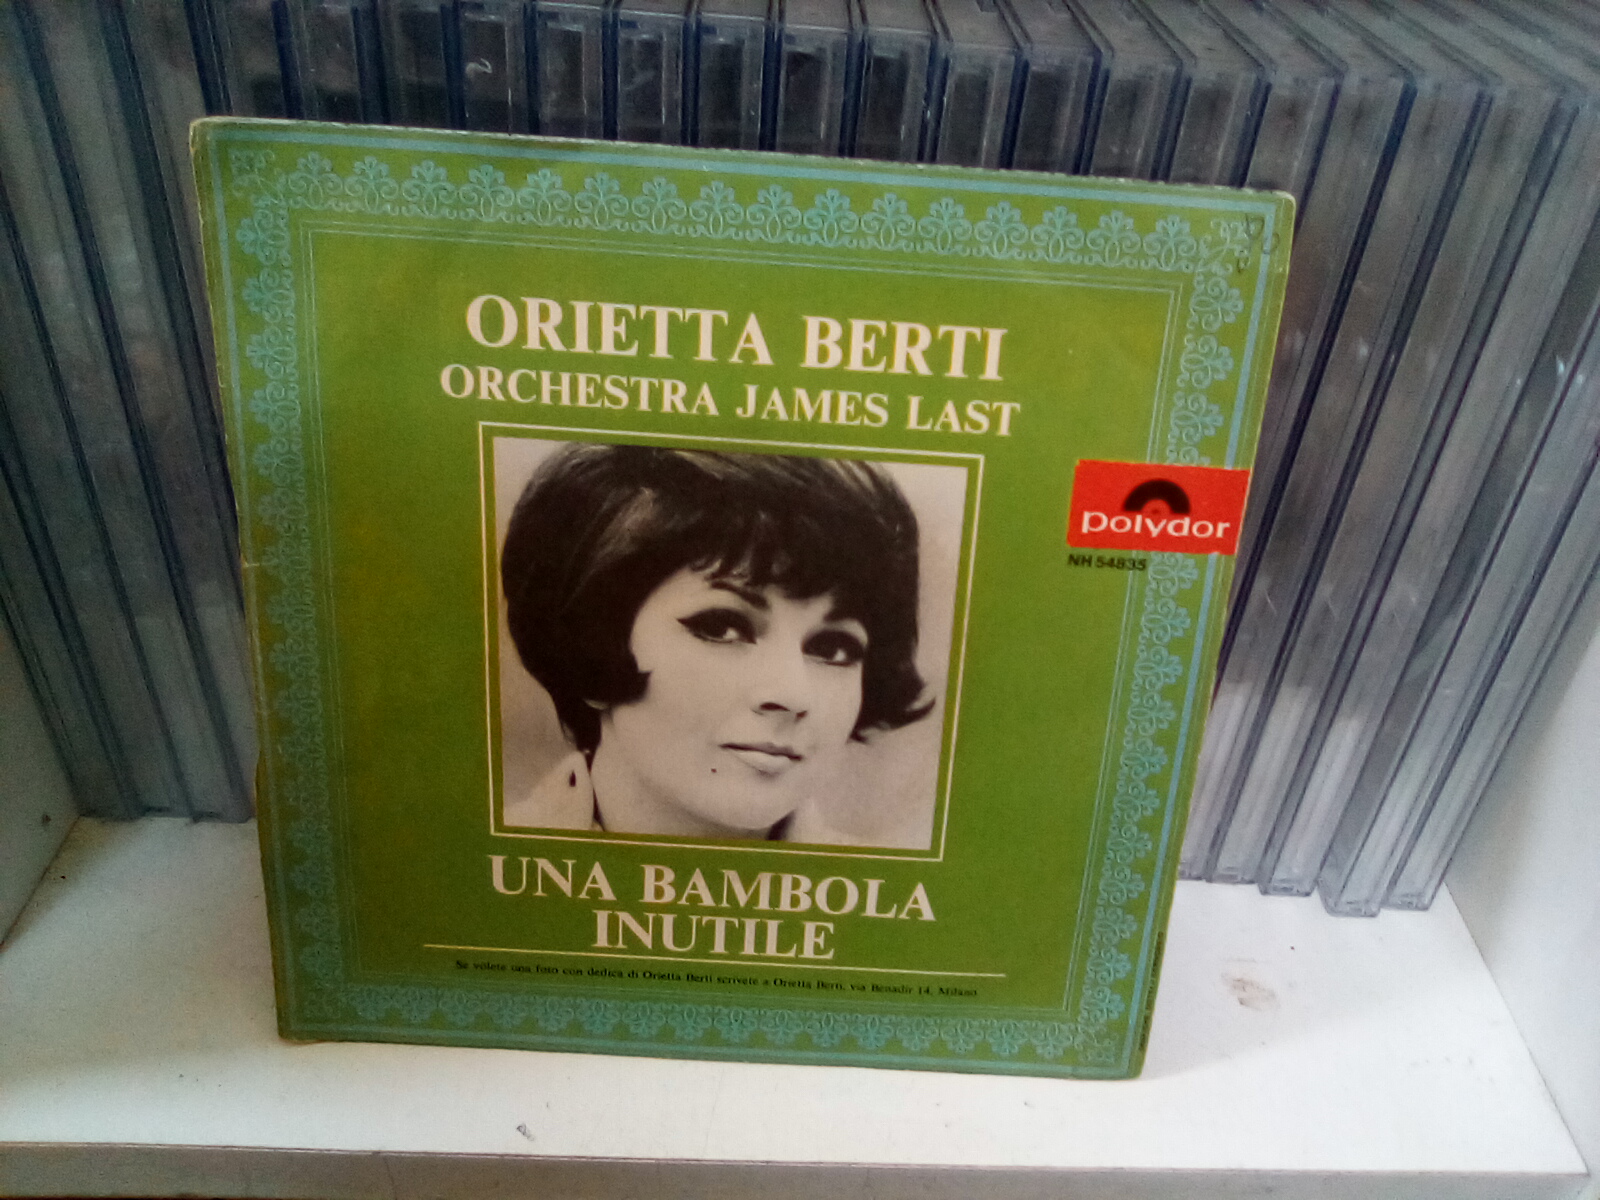 ORIETTA BERTI
ORCHESTRA JAMES LAST
polydor
NH 54835
UNA BAMBOLA
INUTILE
Se volete una foto con dedica di Orietta Berti scrivete a Orietta Berti, via Benadir 14, Milano